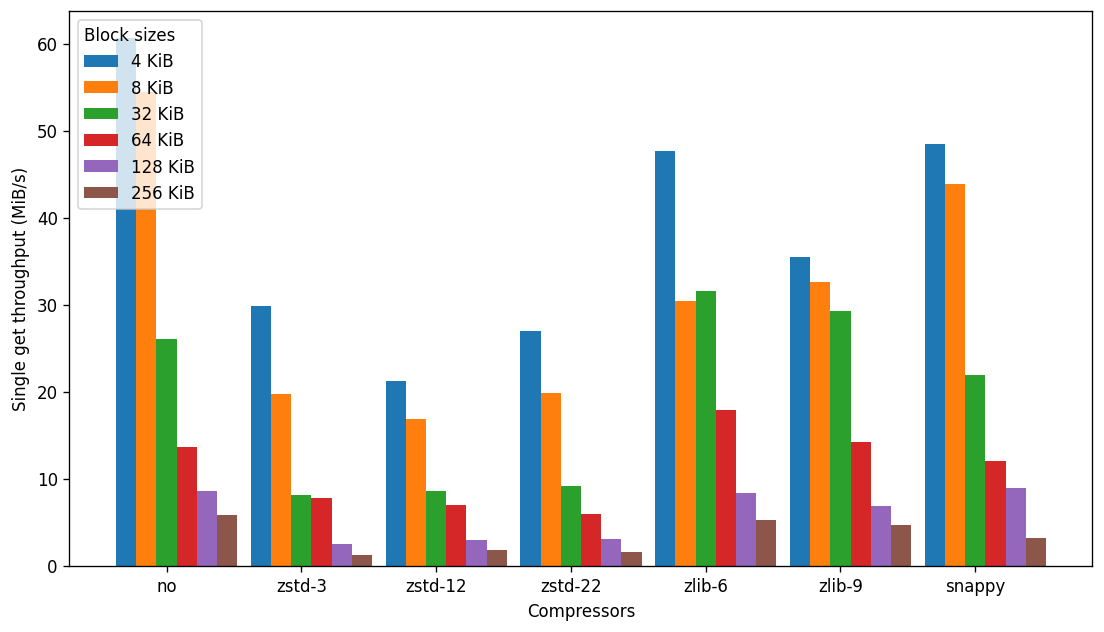 Block sizes
4 KiB
8 KiB
32 KiB
64 KiB
128 KiB
256 KiB
Single get throughput (MiB/s)
60
50
40
30
20
10
0
no zstd-3 zstd-12 zstd-22 zlib-6 zlib-9 snappy
Compressors